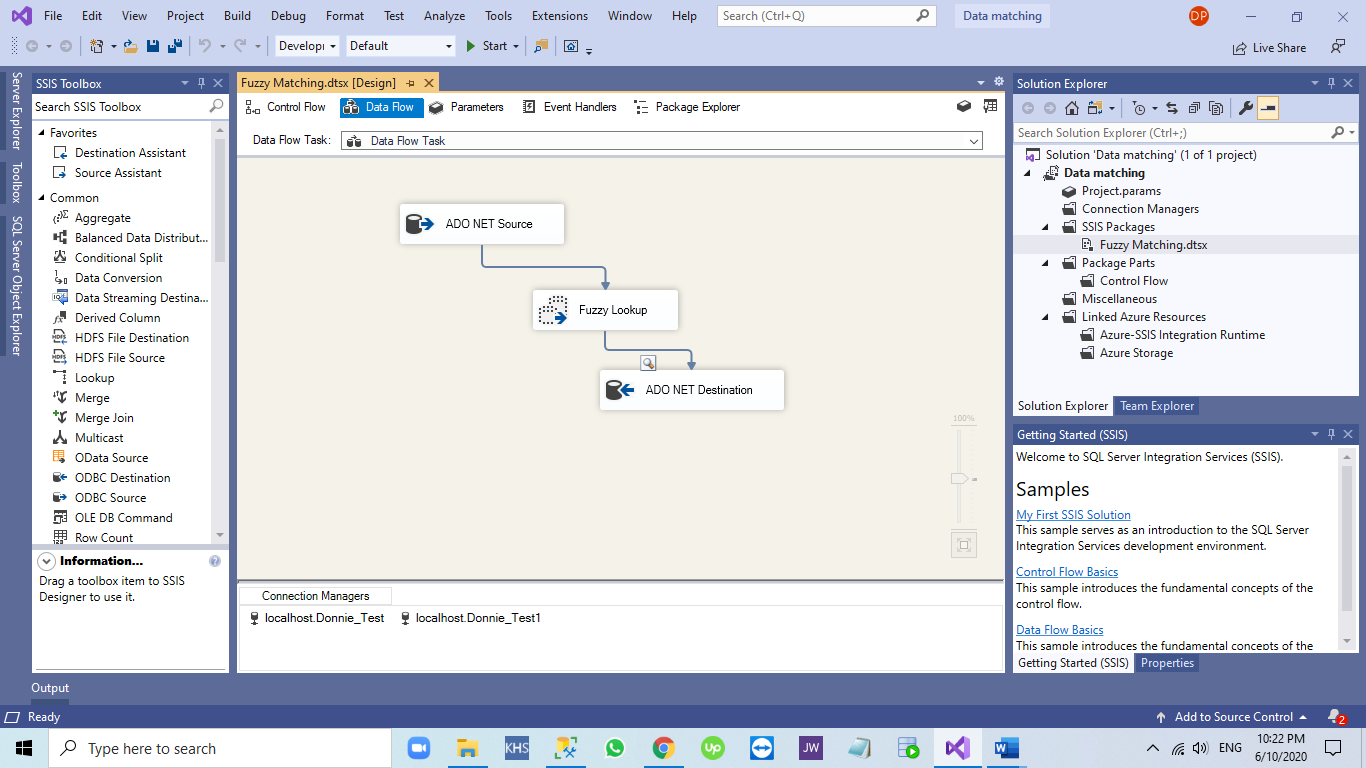 File Edit View Project Build Debug Format Test Analyze Tools Extensions Window Help Search (Ctrl+Q) Data matching DP
Developı Default Start Live Share
Server Explorer
Toolbox
SQL Server Object Explorer
SSIS Toolbox
Search SSIS Toolbox
Favorites
Destination Assistant
Source Assistant
Common
Aggregate
Balanced Data Distribut...
Conditional Split
Data Conversion
Data Streaming Destina...
Derived Column
HDFS File Destination
HDFS File Source
Lookup
Merge
Merge Join
Multicast
OData Source
ODBC Destination
ODBC Source
OLE DB Command
Row Count
Information...
Drag a toolbox item to SSIS
Designer to use it.
Fuzzy Matching.dtsx [Design]
Control Flow Data Flow Parameters Event Handlers Package Explorer
Data Flow Task: Data Flow Task
ADO NET Source
Fuzzy Lookup
ADO NET Destination
100%
Connection Managers
localhost.Donnie_Test localhost.Donnie_Test1
Solution Explorer
Search Solution Explorer (Ctrl+;)
Solution 'Data matching' (1 of 1 project)
Data matching
Project.params
Connection Managers
SSIS Packages
Fuzzy Matching.dtsx
Package Parts
Control Flow
Miscellaneous
Linked Azure Resources
Azure-SSIS Integration Runtime
Azure Storage
Solution Explorer Team Explorer
Getting Started (SSIS)
Welcome to SQL Server Integration Services (SSIS).
Samples
My First SSIS Solution
This sample serves as an introduction to the SQL Server
Integration Services development environment.
Control Flow Basics
This sample introduces the fundamental concepts of the
control flow.
Data Flow Basics
This sample introduces the fundamental concepts of the
Getting Started (SSIS) Properties
Output
Ready Add to Source Control 2
Type here to search KHS Up JW W ENG 10:22 PM
6/10/2020